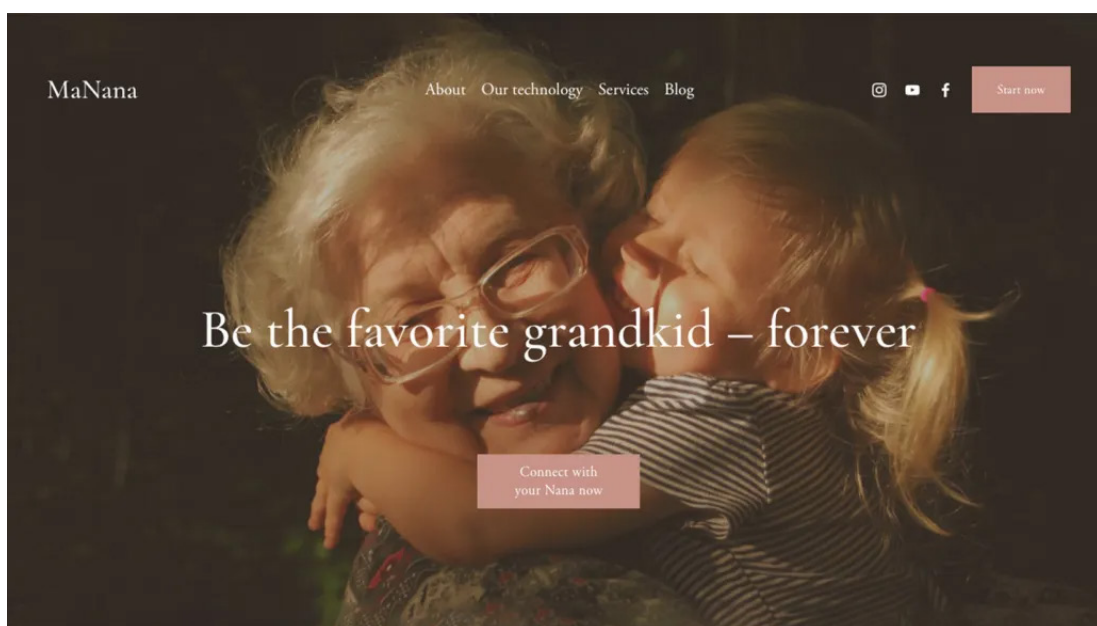 MaNana
About Our technology Services Blog
Start now
Be the favorite grandkid – forever
Connect with
your Nana now